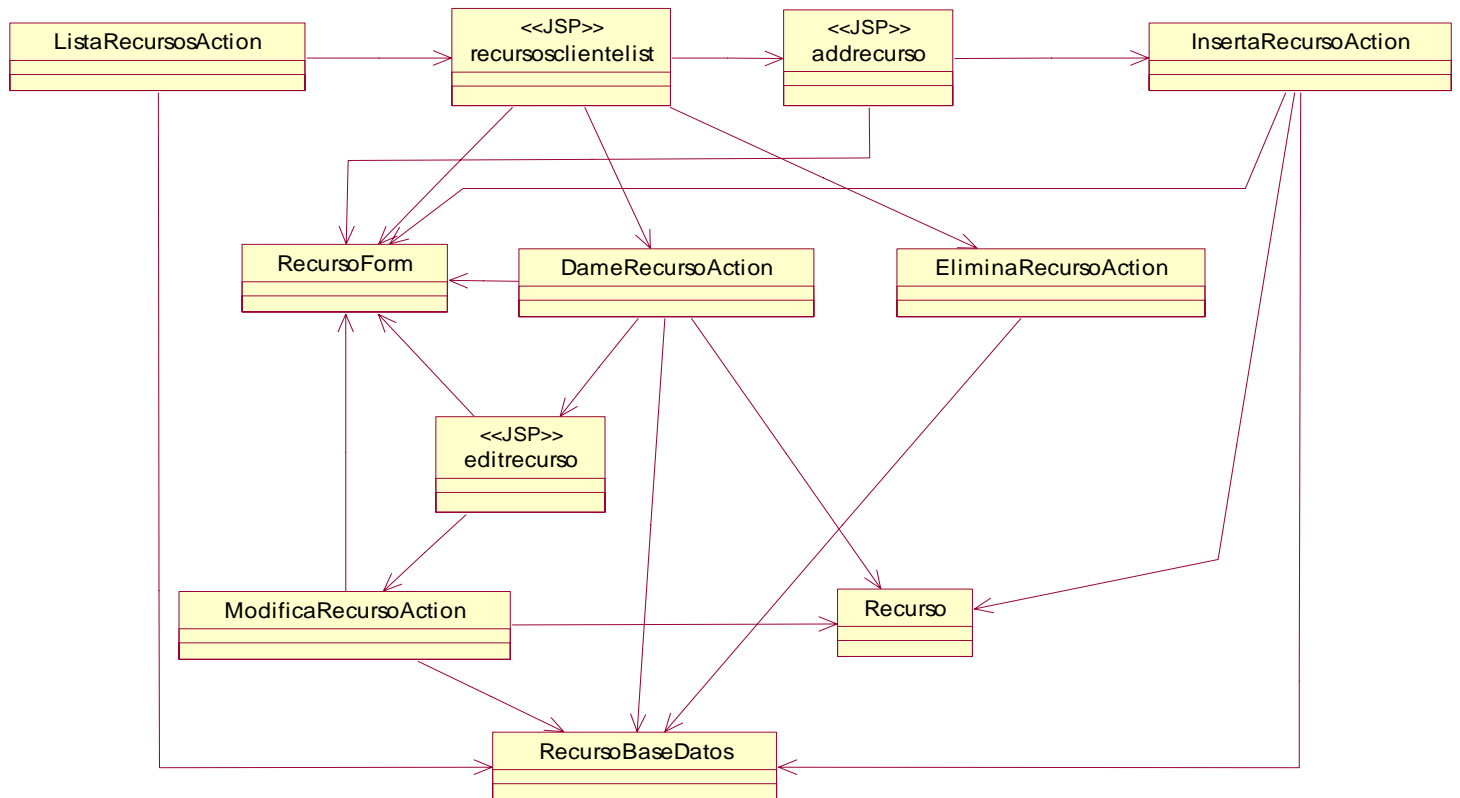 ListaRecursosAction
<<JSP>>
recursosclientelist
<<JSP>>
addrecurso
InsertaRecursoAction
RecursoForm
DameRecursoAction
EliminaRecursoAction
<<JSP>>
editrecurso
ModificaRecursoAction
Recurso
RecursoBaseDatos